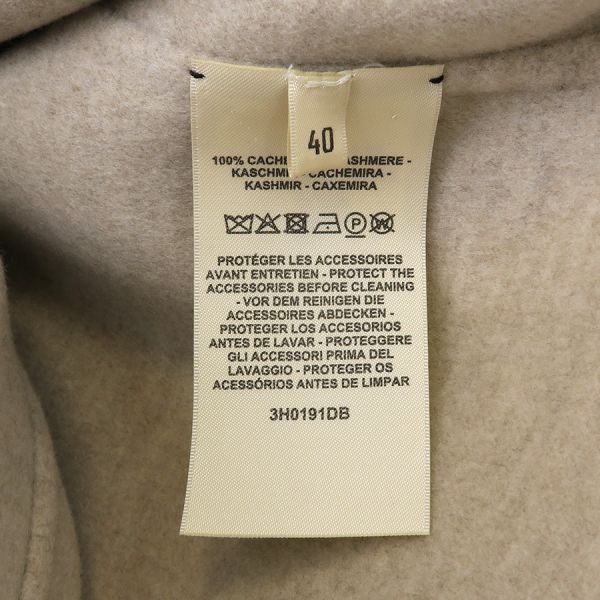 40
100% CACHE ASHMERE -
KASCHM CACHEMIRA -
KASHMIR - CAXEMIRA
P W
PROTÉGER LES ACCESSOIRES
AVANT ENTRETIEN - PROTECT THE
ACCESSORIES BEFORE CLEANING
- VOR DEM REINIGEN DIE
ACCESSOIRES ABDECKEN -
PROTEGER LOS ACCESORIOS
ANTES DE LAVAR - PROTEGGERE
GLI ACCESSORI PRIMA DEL
LAVAGGIO - PROTEGER OS
ACESSÓRIOS ANTES DE LIMPAR
3H0191DB